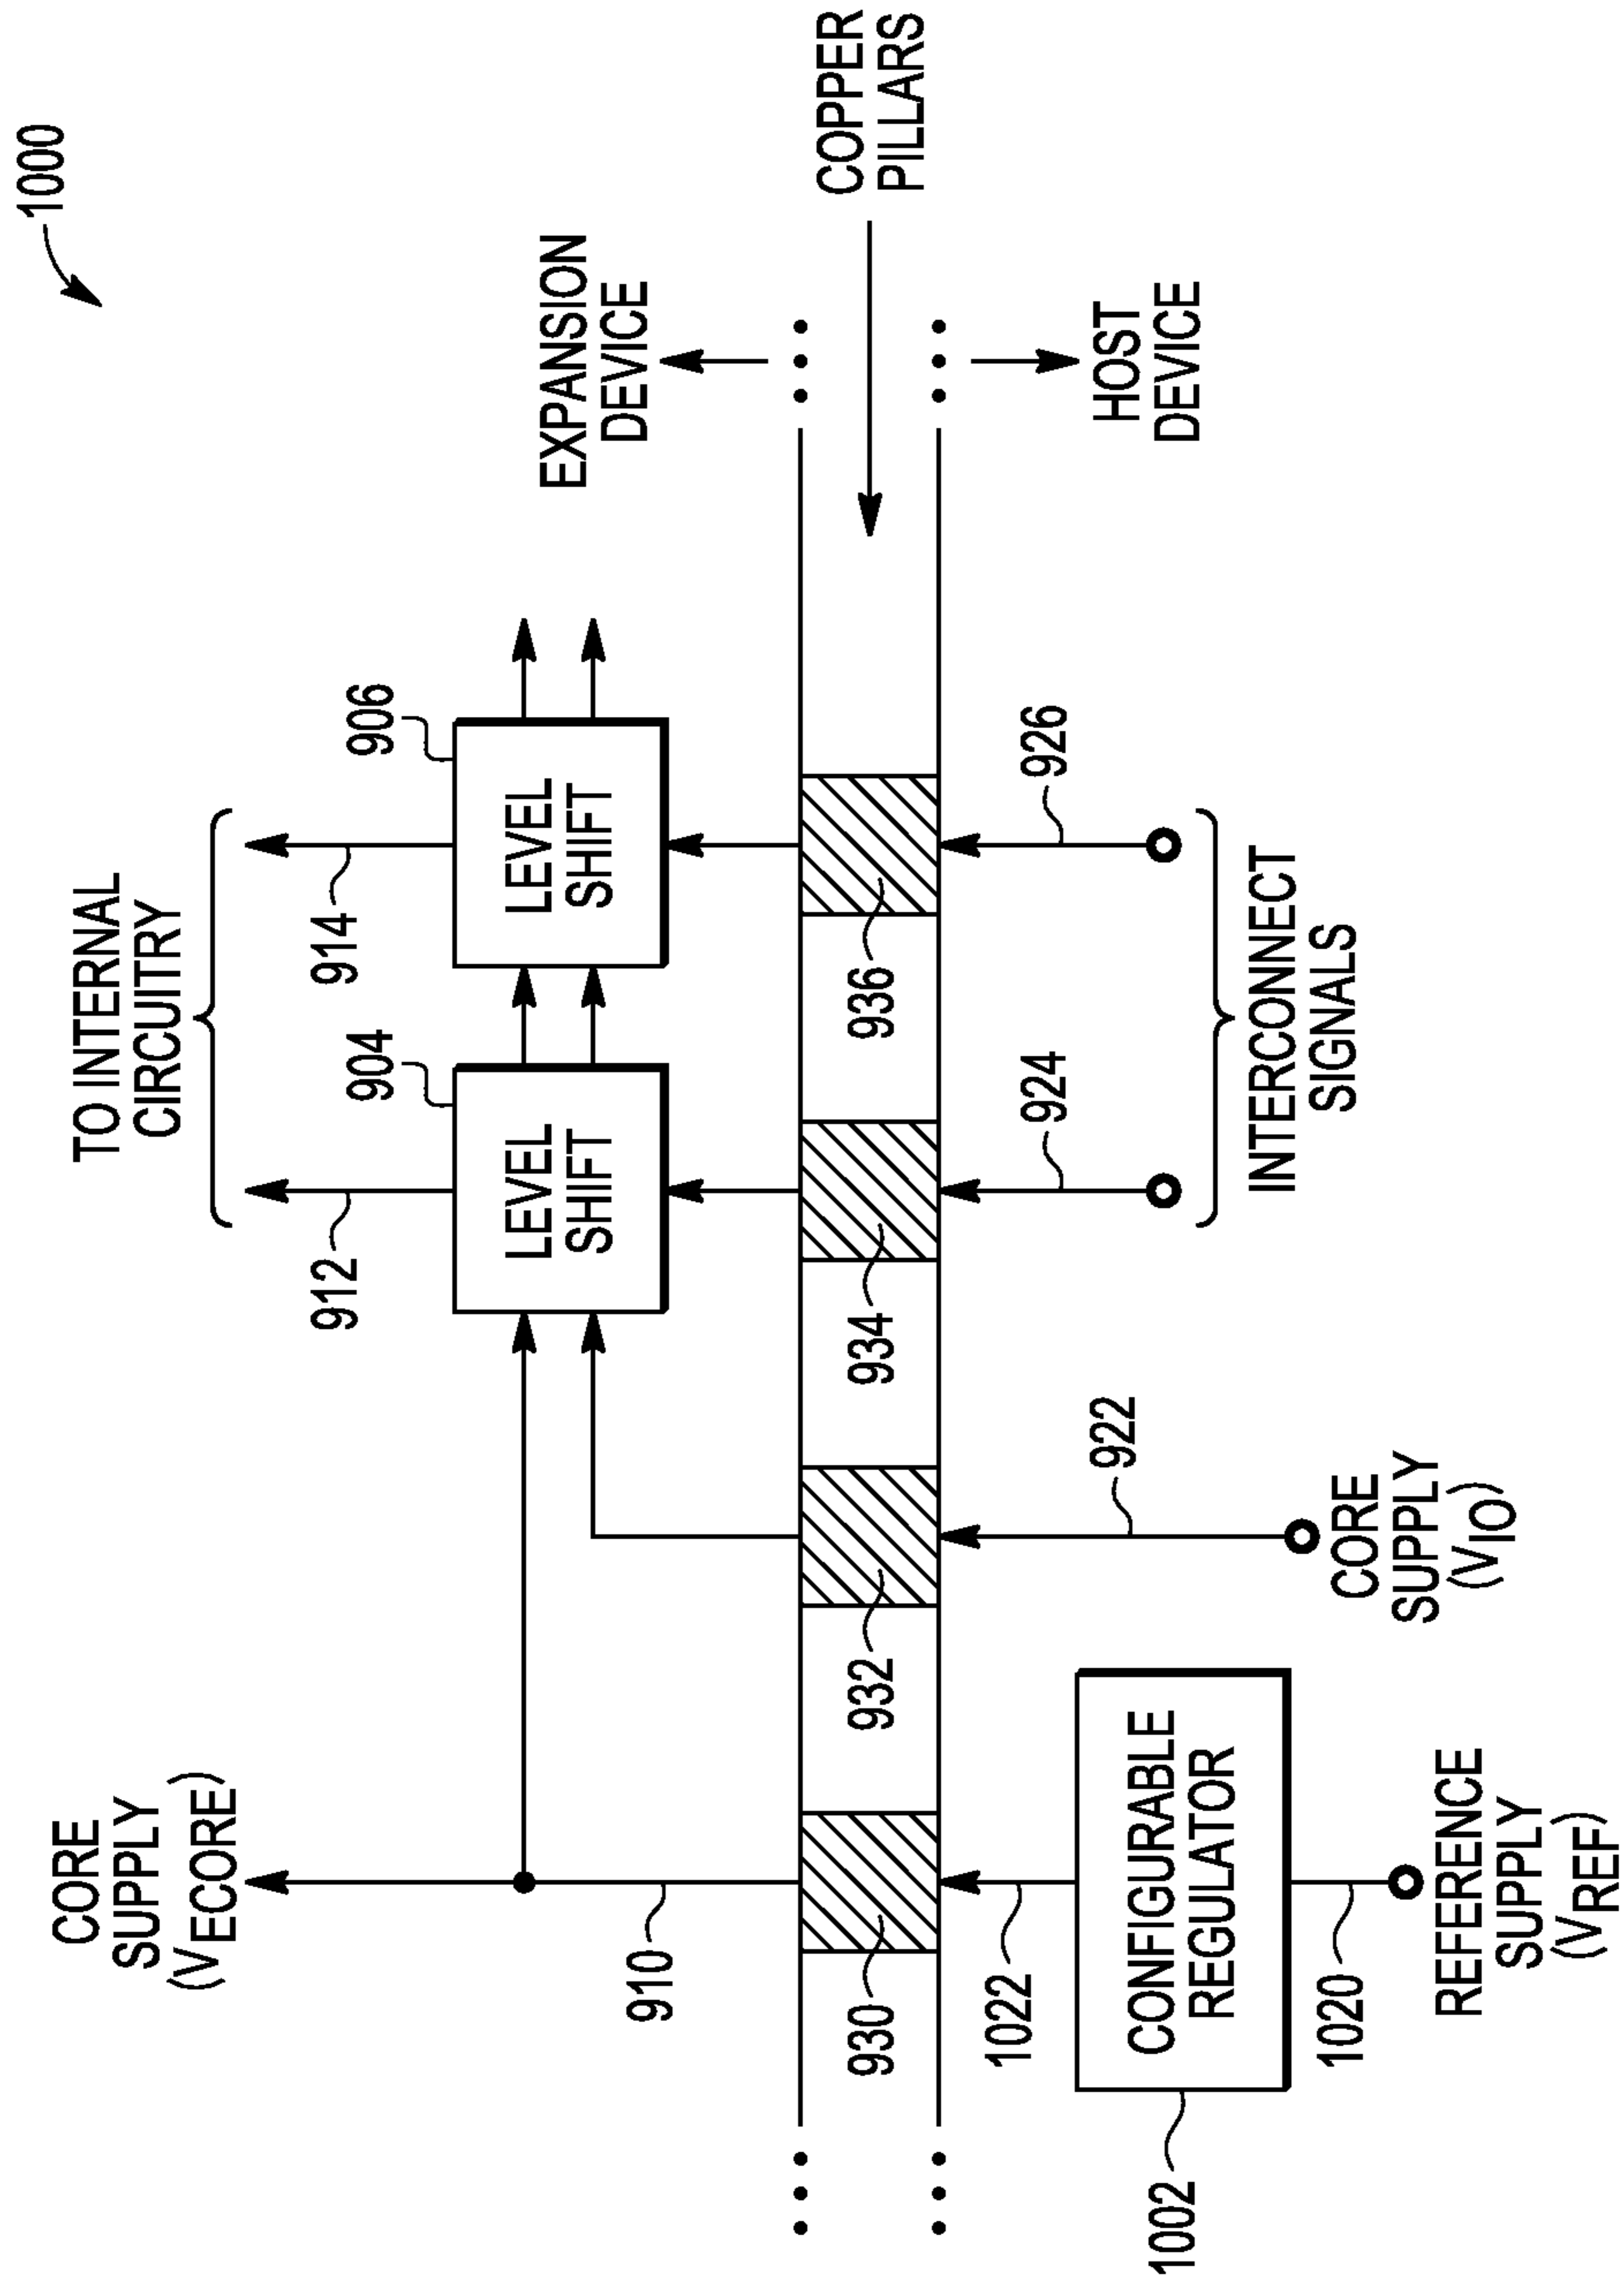 1000
CORE
SUPPLY
(VECORE)
TO INTERNAL
CIRCUITRY
912
914
904
906
LEVEL
SHIFT
LEVEL
SHIFT
EXPANSION
DEVICE
910
COPPER
PILLARS
930
932
934
936
1022
922
924
926
HOST
DEVICE
1002
CONFIGURABLE
REGULATOR
INTERCONNECT
SIGNALS
1020
CORE
SUPPLY
(VIO)
REFERENCE
SUPPLY
(VREF)